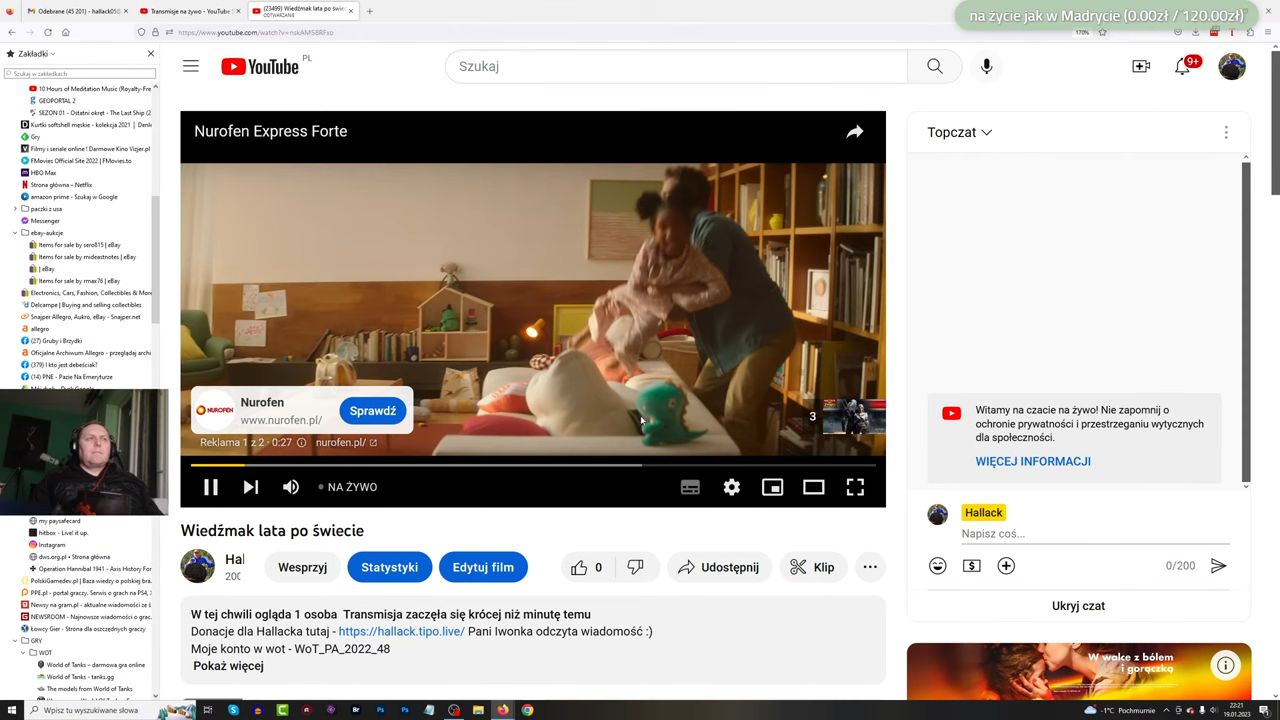 Odebrane (45 201) - hallack05@
Transmisje na żywo - YouTube S
(23499) Wiedźmak lata po świec
ODTWARZANIE
na życie jak w Madrycie (0.00zł / 120.00zł)
https://www.youtube.com/watch?v=nskAMSBRFxo
170%
Zakładki
Szukaj w zakładkach
10 Hours of Meditation Music (Royalty-Fre
GEOPORTAL 2
SEZON 01 - Ostatni okręt - The Last Ship (2
Kurtki softshell męskie - kolekcja 2021 | Denk
Gry
Filmy i seriale online ! Darmowe Kino Vizjer.pl
FMovies Official Site 2022 | FMovies.to
HBO Max
Strona główna – Netflix
amazon prime - Szukaj w Google
paczki z usa
Messenger
ebay-aukcje
Items for sale by sero815 | eBay
Items for sale by mideastnotes | eBay
| eBay
Items for sale by rmax76 | eBay
Electronics, Cars, Fashion, Collectibles & More
Delcampe | Buying and selling collectibles
Snajper Allegro, Aukro, eBay - Snajper.net
allegro
(27) Gruby i Brzydki
Oficjalne Archiwum Allegro - przeglądaj archi
(379) I kto jest debeściak?
(14) PNE - Pazie Na Emeryturze
my paysafecard
hitbox - Live! it up.
Instagram
dws.org.pl • Strona główna
Operation Hannibal 1941 - Axis History For
PolskiGamedev.pl | Baza wiedzy o polskiej bra
PPE.pl - portal graczy. Serwis o grach na PS4, X
Newsy na gram.pl - aktualne wiadomości ze ś
NEWSROOM - Najnowsze wiadomości o grac
Łowcy Gier - Strona dla oszczędnych graczy
GRY
WOT
World of Tanks – darmowa gra online
World of Tanks - tanks.gg
The models from World of Tanks
YouTube PL
Szukaj
9+
Nurofen Express Forte
NUROFEN
Nurofen
www.nurofen.pl/
Sprawdź
Reklama 1 z 2 · 0:27 nurofen.pl/
3
NA ŻYWO
Wiedźmak lata po świecie
Hal
200
Wesprzyj
Statystyki
Edytuj film
0
Udostępnij
Klip
W tej chwili ogląda 1 osoba Transmisja zaczęła się krócej niż minutę temu
Donacje dla Hallacka tutaj - https://hallack.tipo.live/ Pani Iwonka odczyta wiadomość :)
Moje konto w wot - WoT_PA_2022_48
Pokaż więcej
Topczat
Witamy na czacie na żywo! Nie zapomnij o
ochronie prywatności i przestrzeganiu wytycznych
dla społeczności.
WIĘCEJ INFORMACJI
Hallack
Napisz coś...
0/200
Ukryj czat
W walce z bólem
i gorączką
Wpisz tu wyszukiwane słowa
-1°C Pochmurnie
22:21
19.01.2023